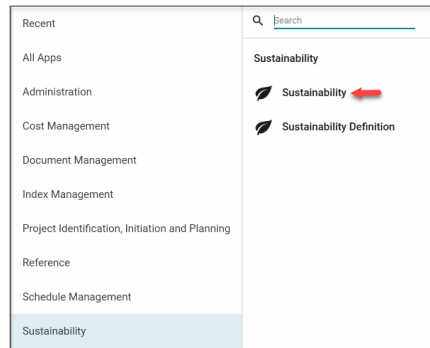 Recent
All Apps
Administration
Cost Management
Document Management
Index Management
Project Identification, Initiation and Planning
Reference
Schedule Management
Sustainability
Search
Sustainability
Sustainability
Sustainability Definition